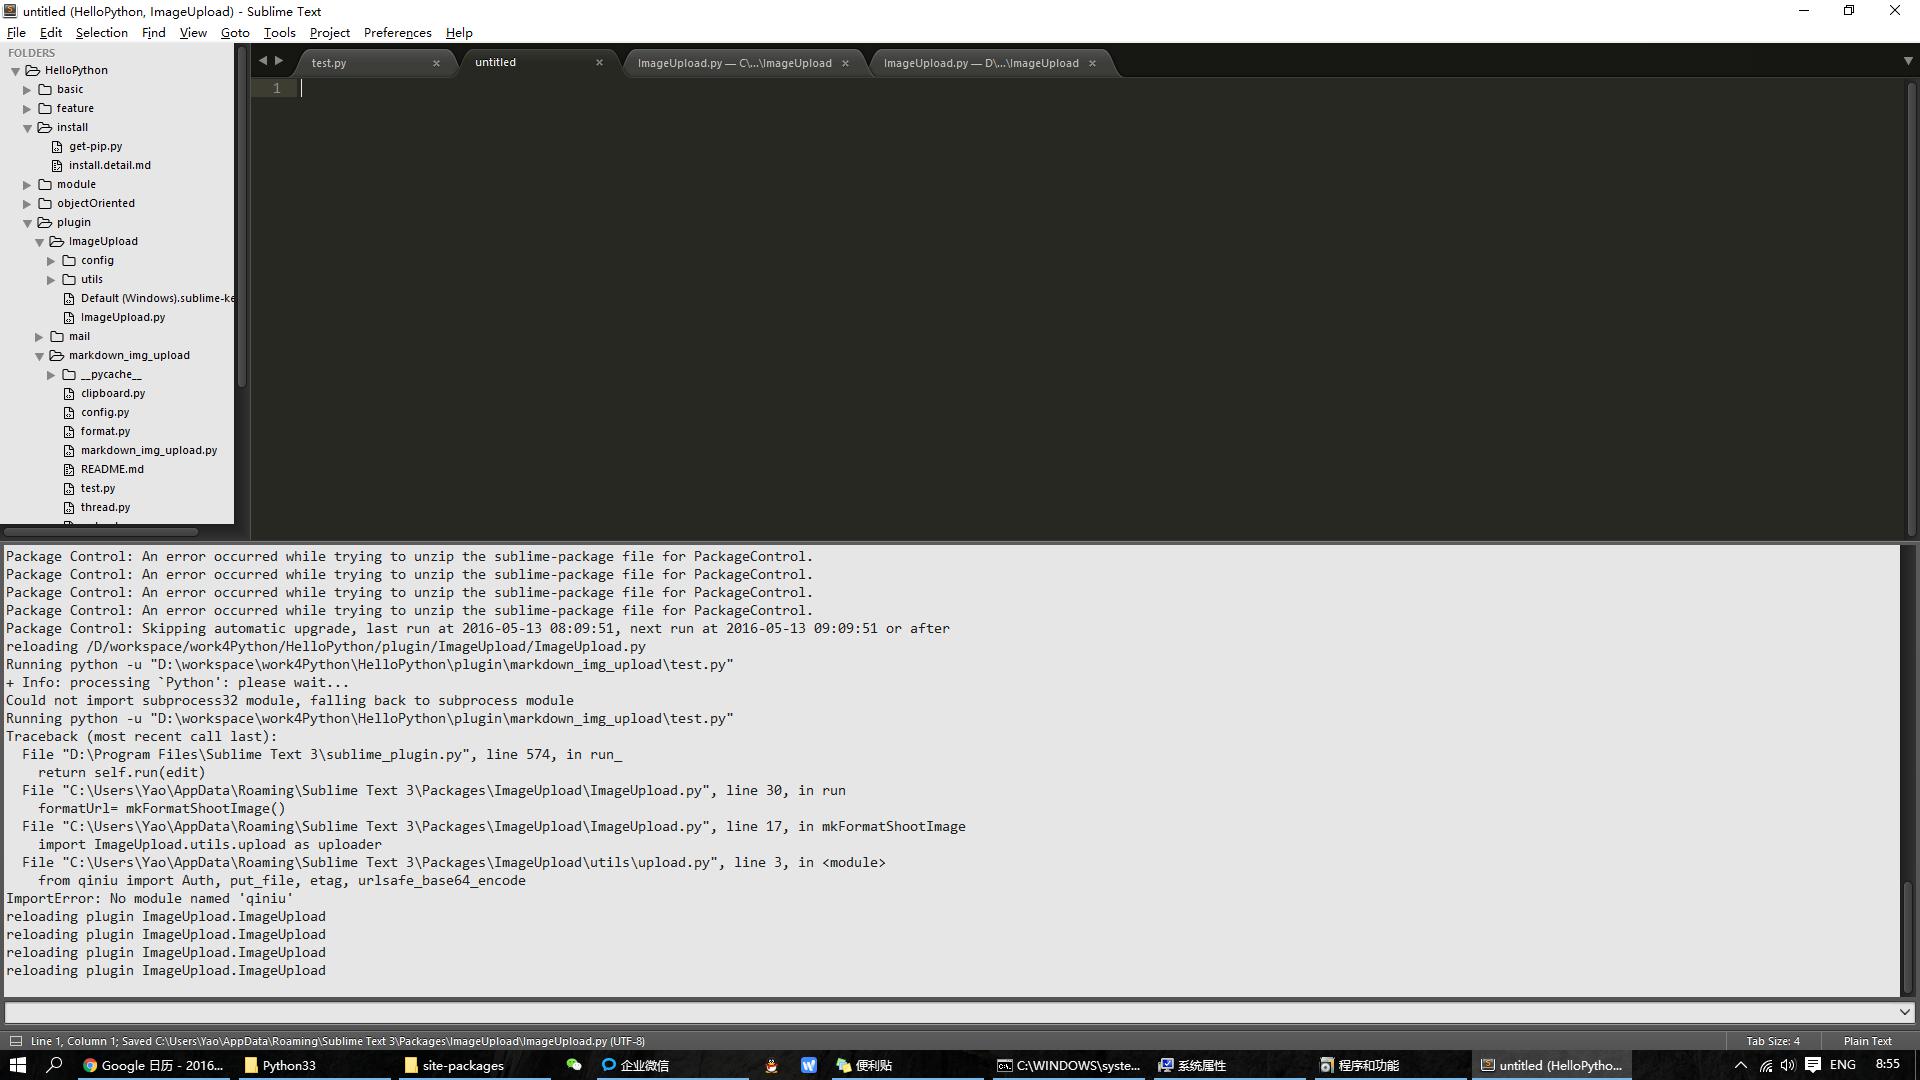 untitled (HelloPython, ImageUpload) - Sublime Text
File Edit Selection Find View Goto Tools Project Preferences Help
FOLDERS
HelloPython
basic
feature
install
get-pip.py
install.detail.md
module
objectOriented
plugin
ImageUpload
config
utils
Default (Windows).sublime-ke
ImageUpload.py
mail
markdown_img_upload
__pycache__
clipboard.py
config.py
format.py
markdown_img_upload.py
README.md
test.py
thread.py
test.py × untitled × ImageUpload.py — C\...\ImageUpload × ImageUpload.py — D\...\ImageUpload ×
1
Package Control: An error occurred while trying to unzip the sublime-package file for PackageControl.
Package Control: An error occurred while trying to unzip the sublime-package file for PackageControl.
Package Control: An error occurred while trying to unzip the sublime-package file for PackageControl.
Package Control: An error occurred while trying to unzip the sublime-package file for PackageControl.
Package Control: Skipping automatic upgrade, last run at 2016-05-13 08:09:51, next run at 2016-05-13 09:09:51 or after
reloading /D/workspace/work4Python/HelloPython/plugin/ImageUpload/ImageUpload.py
Running python -u "D:\workspace\work4Python\HelloPython\plugin\markdown_img_upload\test.py"
+ Info: processing `Python': please wait...
Could not import subprocess32 module, falling back to subprocess module
Running python -u "D:\workspace\work4Python\HelloPython\plugin\markdown_img_upload\test.py"
Traceback (most recent call last):
File "D:\Program Files\Sublime Text 3\sublime_plugin.py", line 574, in run_
return self.run(edit)
File "C:\Users\Yao\AppData\Roaming\Sublime Text 3\Packages\ImageUpload\ImageUpload.py", line 30, in run
formatUrl= mkFormatShootImage()
File "C:\Users\Yao\AppData\Roaming\Sublime Text 3\Packages\ImageUpload\ImageUpload.py", line 17, in mkFormatShootImage
import ImageUpload.utils.upload as uploader
File "C:\Users\Yao\AppData\Roaming\Sublime Text 3\Packages\ImageUpload\utils\upload.py", line 3, in <module>
from qiniu import Auth, put_file, etag, urlsafe_base64_encode
ImportError: No module named 'qiniu'
reloading plugin ImageUpload.ImageUpload
reloading plugin ImageUpload.ImageUpload
reloading plugin ImageUpload.ImageUpload
reloading plugin ImageUpload.ImageUpload
Line 1, Column 1; Saved C:\Users\Yao\AppData\Roaming\Sublime Text 3\Packages\ImageUpload\ImageUpload.py (UTF-8) Tab Size: 4 Plain Text
Google 日历 - 2016... Python33 site-packages 企业微信 便利贴 C:\WINDOWS\syste... 系统属性 程序和功能 untitled (HelloPytho... ENG 8:55